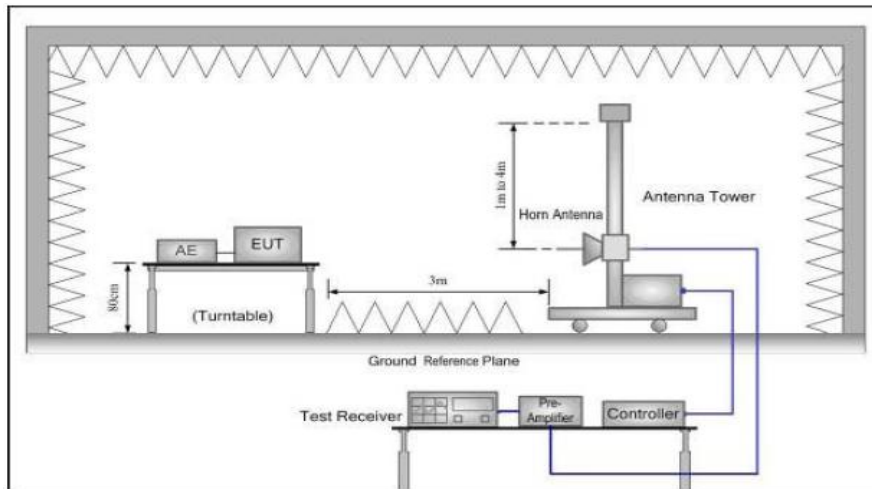 1m to 4m
Antenna Tower
Horn Antenna
AE
EUT
3m
80cm
(Turntable)
Ground Reference Plane
Test Receiver
Pre-
Amplifier
Controller